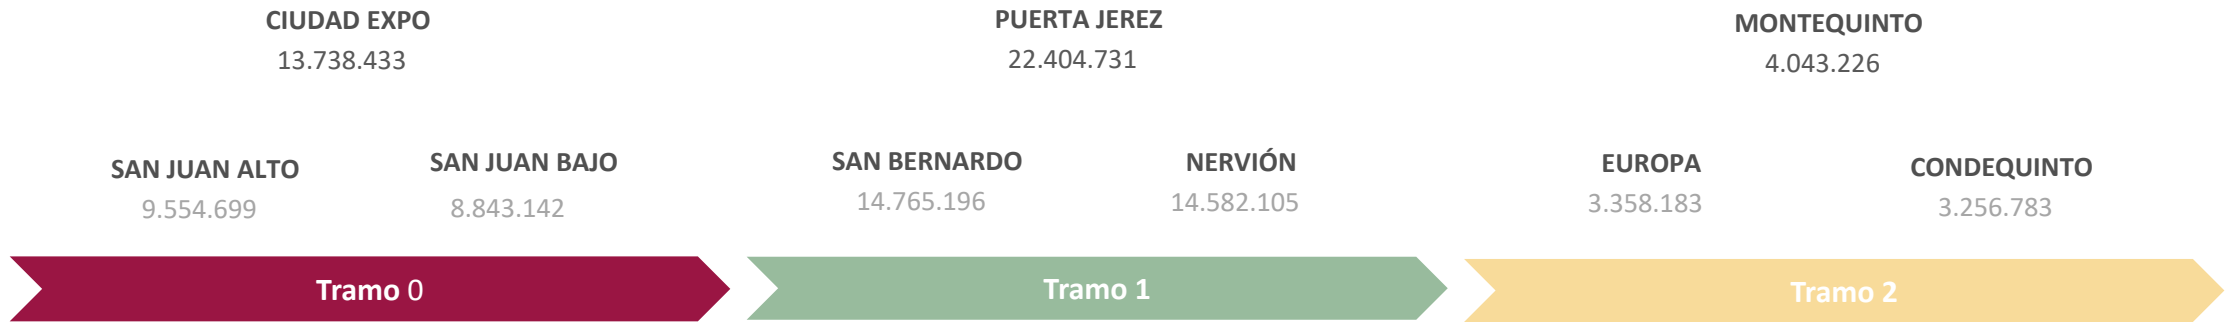 CIUDAD EXPO
13.738.433
SAN JUAN ALTO
9.554.699
SAN JUAN BAJO
8.843.142
Tramo 0
PUERTA JEREZ
22.404.731
SAN BERNARDO
14.765.196
NERVIÓN
14.582.105
Tramo 1
MONTEQUINTO
4.043.226
EUROPA
3.358.183
CONDEQUINTO
3.256.783
Tramo 2